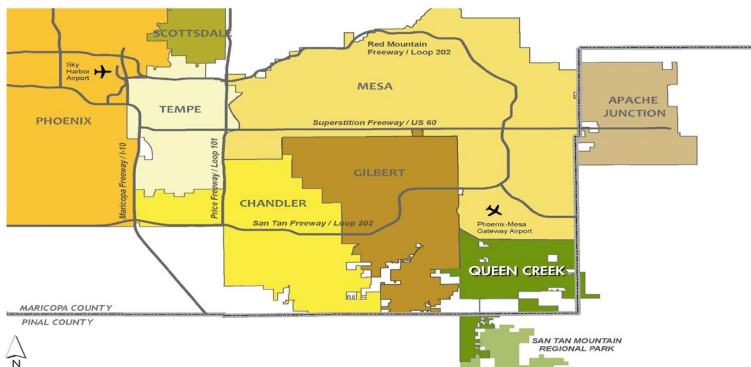 SCOTTSDALE
Red Mountain
Freeway / Loop 202
Sky
Harbor
Airport
MESA
TEMPE
APACHE
JUNCTION
PHOENIX
Superstition Freeway / US 60
Maricopa Freeway / I-10
Price Freeway / Loop 101
GILBERT
CHANDLER
San Tan Freeway / Loop 202
Phoenix-Mesa
Gateway Airport
QUEEN CREEK
MARICOPA COUNTY
PINAL COUNTY
SAN TAN MOUNTAIN
REGIONAL PARK
N